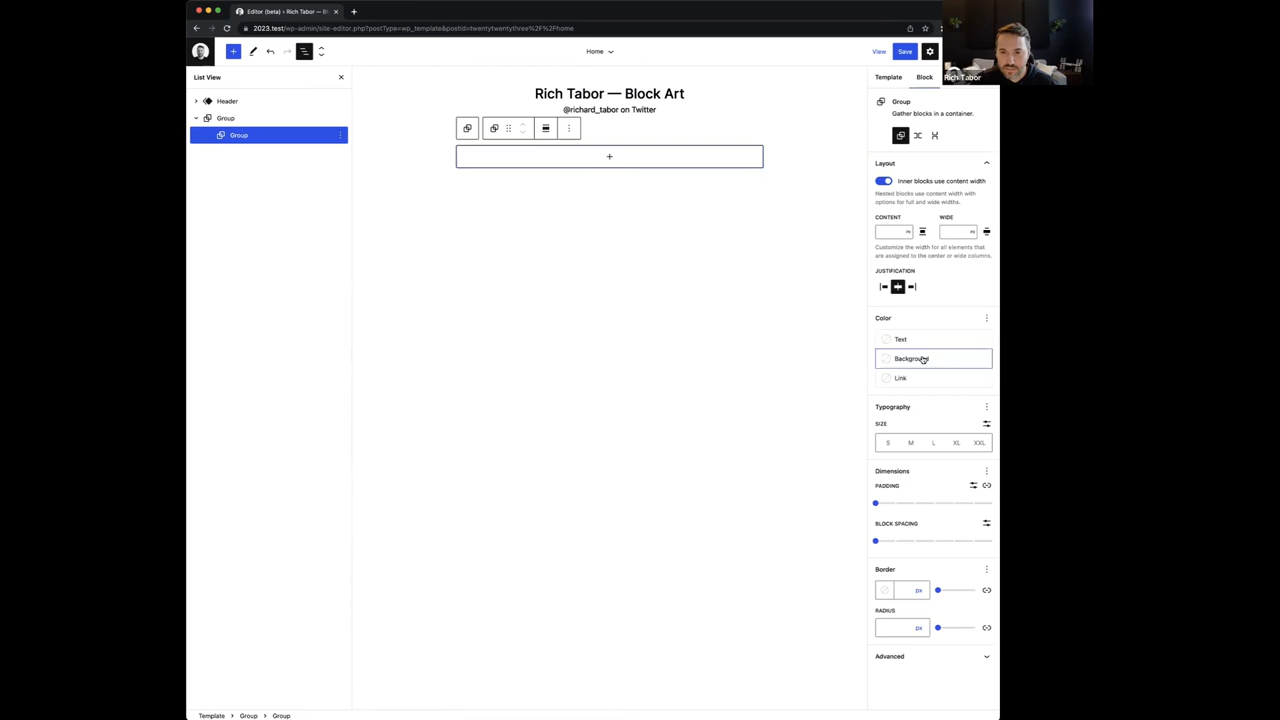 Editor (beta) ‹ Rich Tabor — Bl
2023.test/wp-admin/site-editor.php?postType=wp_template&postId=twentytwentythree%2F%2Fhome
Rich Tabor
Home
View
Save
List View
Header
Group
Group
Rich Tabor — Block Art
@richard_tabor on Twitter
Template
Block
Group
Gather blocks in a container.
Layout
Inner blocks use content width
Nested blocks use content width with
options for full and wide widths.
CONTENT
WIDE
Customize the width for all elements that
are assigned to the center or wide columns.
JUSTIFICATION
Color
Text
Background
Link
Typography
SIZE
S M L XL XXL
Dimensions
PADDING
BLOCK SPACING
Border
px
RADIUS
px
Advanced
Template
Group
Group